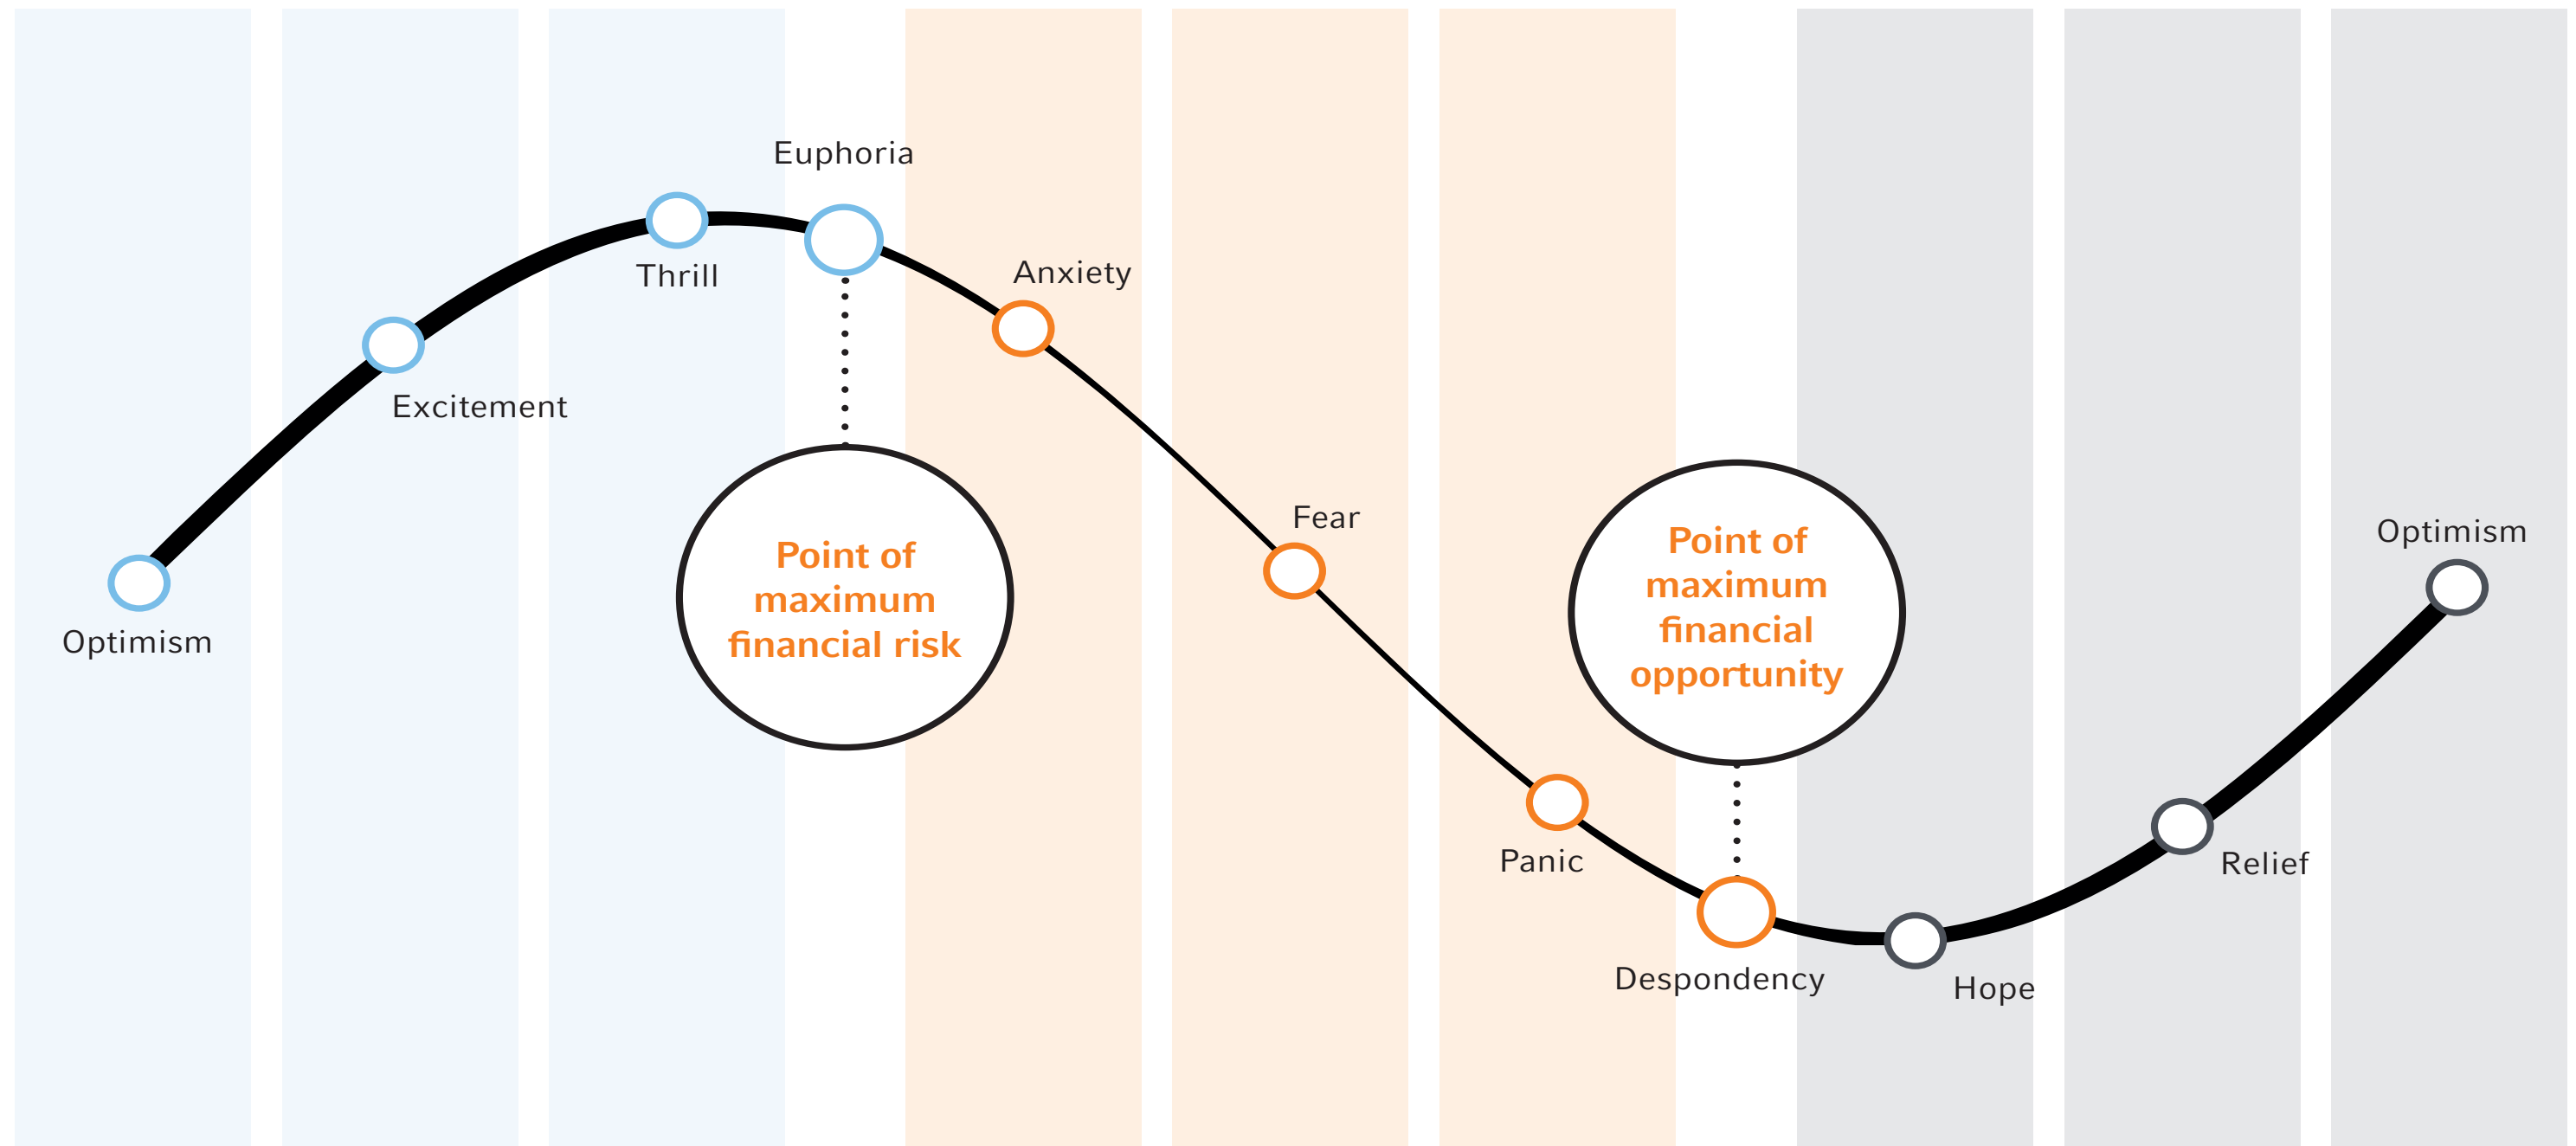 Euphoria
Thrill
Anxiety
Excitement
Optimism
Point of
maximum
financial risk
Fear
Point of
maximum
financial
opportunity
Panic
Despondency
Hope
Relief
Optimism